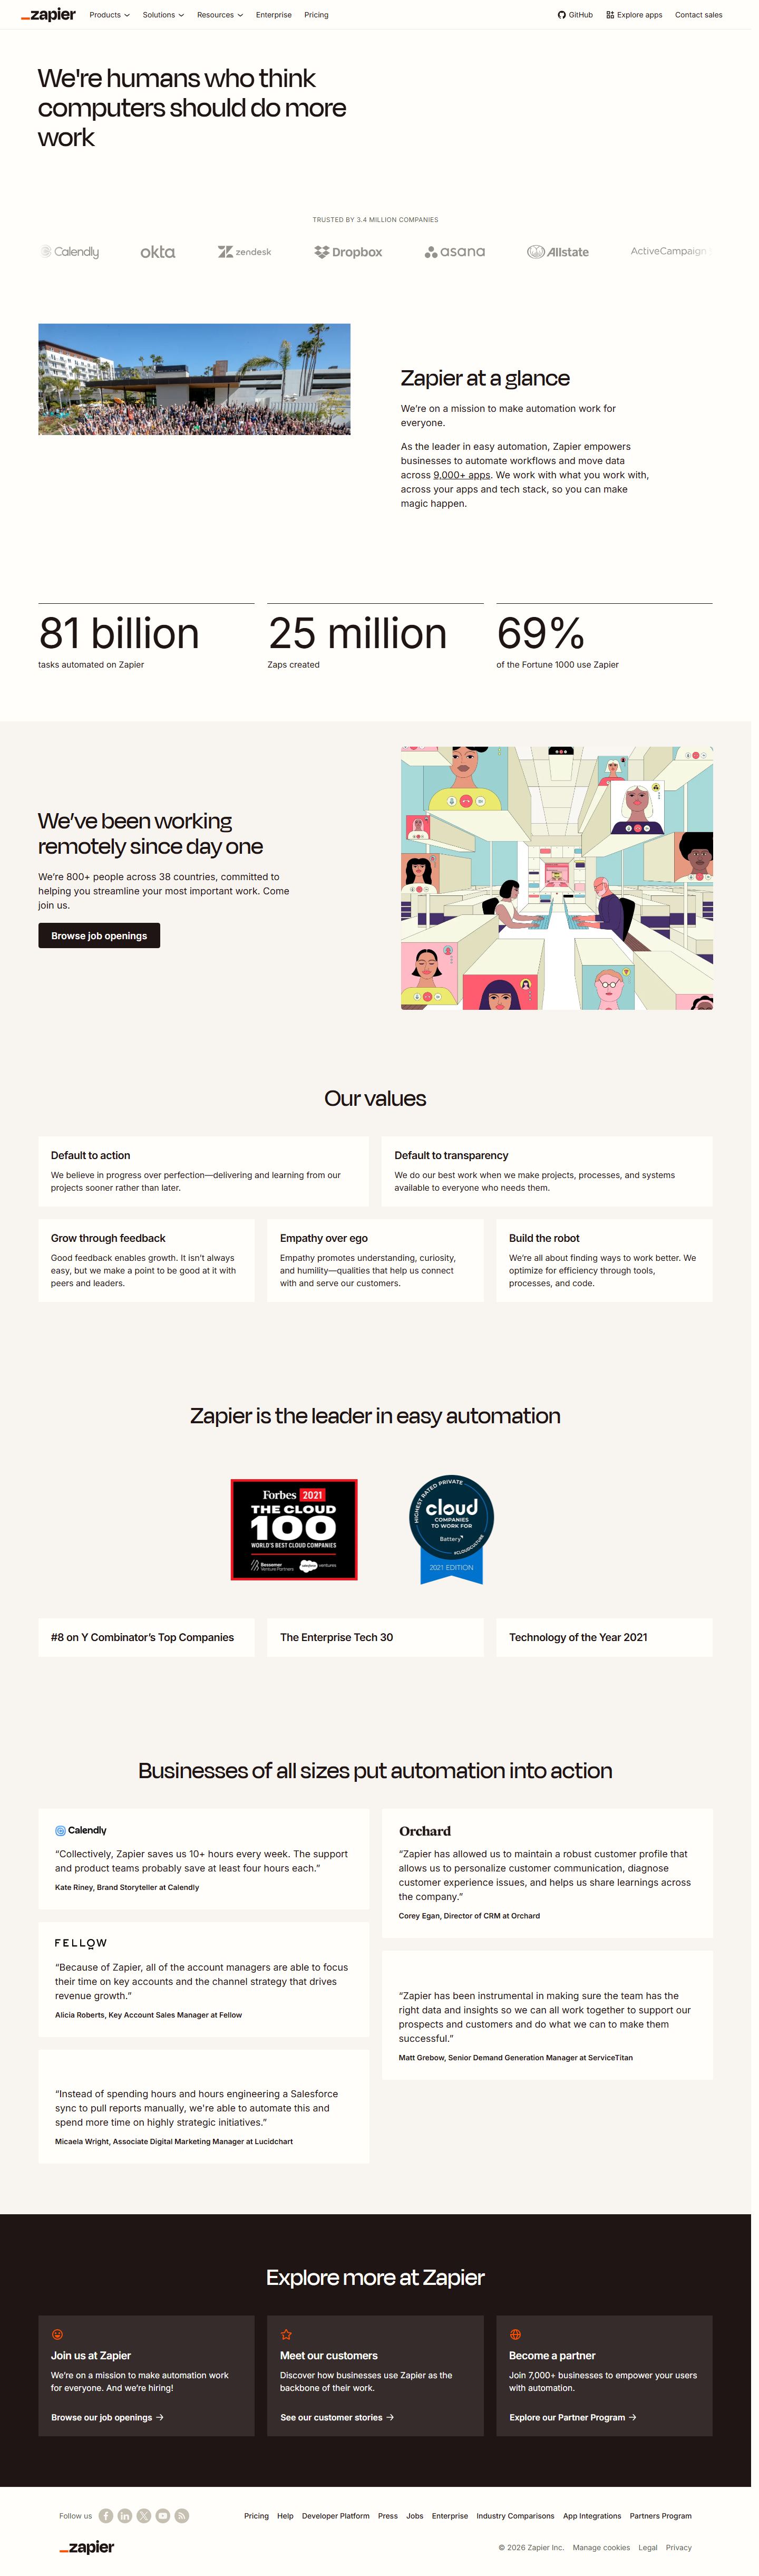 zapier
Products
Solutions
Resources
Enterprise
Pricing
GitHub
Explore apps
Contact sales
We're humans who think
computers should do more
work
TRUSTED BY 3.4 MILLION COMPANIES
Calendly
okta
zendesk
Dropbox
asana
Allstate
ActiveCampaign
Zapier at a glance
We're on a mission to make automation work for
everyone.
As the leader in easy automation, Zapier empowers
businesses to automate workflows and move data
across 9,000+ apps. We work with what you work with,
across your apps and tech stack, so you can make
magic happen.
81 billion
tasks automated on Zapier
25 million
Zaps created
69%
of the Fortune 1000 use Zapier
We've been working
remotely since day one
We're 800+ people across 38 countries, committed to
helping you streamline your most important work. Come
join us.
Browse job openings
Our values
Default to action
We believe in progress over perfection—delivering and learning from our
projects sooner rather than later.
Default to transparency
We do our best work when we make projects, processes, and systems
available to everyone who needs them.
Grow through feedback
Good feedback enables growth. It isn't always
easy, but we make a point to be good at it with
peers and leaders.
Empathy over ego
Empathy promotes understanding, curiosity,
and humility—qualities that help us connect
with and serve our customers.
Build the robot
We're all about finding ways to work better. We
optimize for efficiency through tools,
processes, and code.
Zapier is the leader in easy automation
Forbes 2021
THE CLOUD
100
WORLD'S BEST CLOUD COMPANIES
Bessemer
Venture Partners
salesforce ventures
HIGHEST RATED PRIVATE
cloud
COMPANIES
TO WORK FOR
Battery
#CLOUDCULTURE
2021 EDITION
#8 on Y Combinator's Top Companies
The Enterprise Tech 30
Technology of the Year 2021
Businesses of all sizes put automation into action
Calendly
“Collectively, Zapier saves us 10+ hours every week. The support
and product teams probably save at least four hours each.”
Kate Riney, Brand Storyteller at Calendly
FELLOW
“Because of Zapier, all of the account managers are able to focus
their time on key accounts and the channel strategy that drives
revenue growth.”
Alicia Roberts, Key Account Sales Manager at Fellow
“Instead of spending hours and hours engineering a Salesforce
sync to pull reports manually, we're able to automate this and
spend more time on highly strategic initiatives.”
Micaela Wright, Associate Digital Marketing Manager at Lucidchart
Orchard
“Zapier has allowed us to maintain a robust customer profile that
allows us to personalize customer communication, diagnose
customer experience issues, and helps us share learnings across
the company.”
Corey Egan, Director of CRM at Orchard
“Zapier has been instrumental in making sure the team has the
right data and insights so we can all work together to support our
prospects and customers and do what we can to make them
successful.”
Matt Grebow, Senior Demand Generation Manager at ServiceTitan
Explore more at Zapier
Join us at Zapier
We're on a mission to make automation work
for everyone. And we're hiring!
Browse our job openings →
Meet our customers
Discover how businesses use Zapier as the
backbone of their work.
See our customer stories →
Become a partner
Join 7,000+ businesses to empower your users
with automation.
Explore our Partner Program →
Follow us
Pricing
Help
Developer Platform
Press
Jobs
Enterprise
Industry Comparisons
App Integrations
Partners Program
zapier
© 2026 Zapier Inc.
Manage cookies
Legal
Privacy